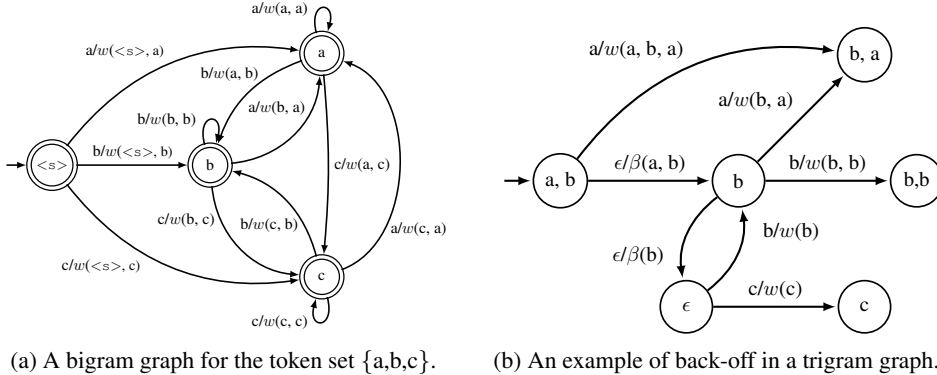 a/w(a, a)
a
a/w(<s>, a)
b/w(a, b)
b/w(b, b)
a/w(b, a)
<s>
b/w(<s>, b)
b
c/w(a, c)
c/w(b, c)
b/w(c, b)
a/w(c, a)
c/w(<s>, c)
c
c/w(c, c)
(a) A bigram graph for the token set {a,b,c}.
a/w(a, b, a)
b, a
a/w(b, a)
a, b
ϵ/β(a, b)
b
b/w(b, b)
b,b
ϵ/β(b)
b/w(b)
ϵ
c/w(c)
c
(b) An example of back-off in a trigram graph.